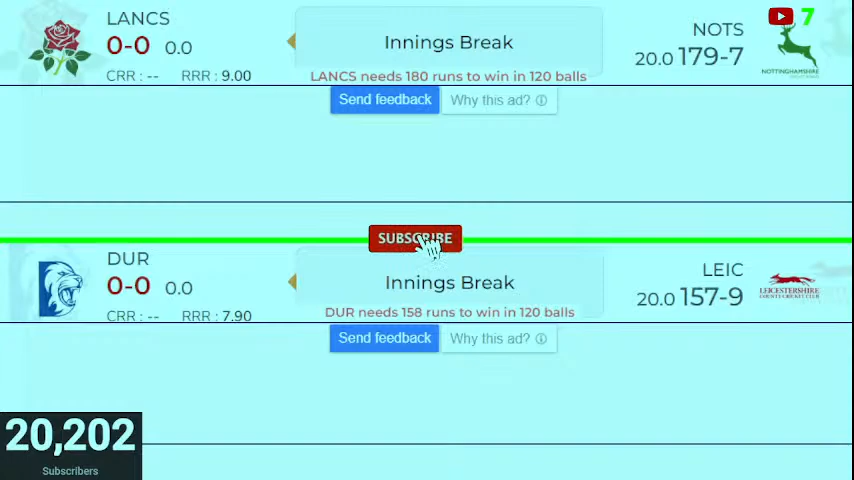 LANCS
0-0 0.0
CRR : -- RRR : 9.00
Innings Break
LANCS needs 180 runs to win in 120 balls
7
NOTS
20.0 179-7
NOTTINGHAMSHIRE
Send feedback Why this ad?
SUBSCRIBE
DUR
0-0 0.0
CRR : -- RRR : 7.90
Innings Break
DUR needs 158 runs to win in 120 balls
LEIC
20.0 157-9
LEICESTERSHIRE
COUNTY CRICKET CLUB
Send feedback Why this ad?
20,202
Subscribers